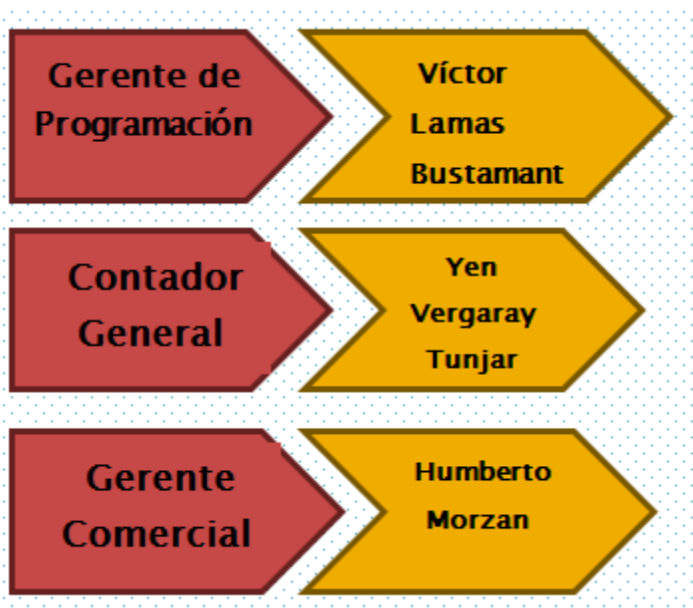 Gerente de
Programación
Víctor
Lamas
Bustamant
Contador
General
Yen
Vergaray
Tunjar
Gerente
Comercial
Humberto
Morzan